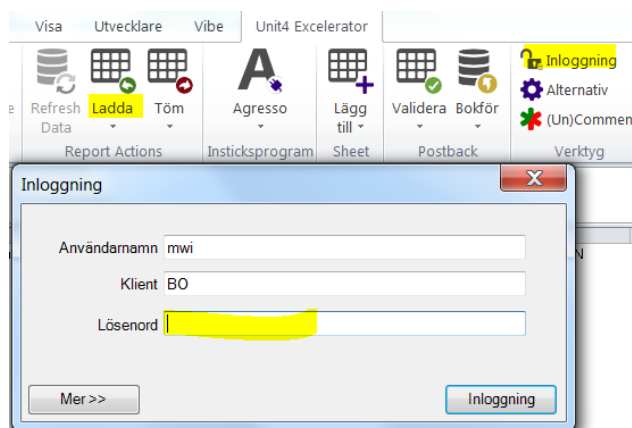 Visa Utvecklare Vibe Unit4 Excelerator
Inloggning
Alternativ
e Refresh Data Ladda Töm Agresso Lägg till Validera Bokför
(Un)Commen
Report Actions Insticksprogram Sheet Postback Verktyg
Inloggning
X
N
Användarnamn mwi
Klient BO
Lösenord
Mer >> Inloggning